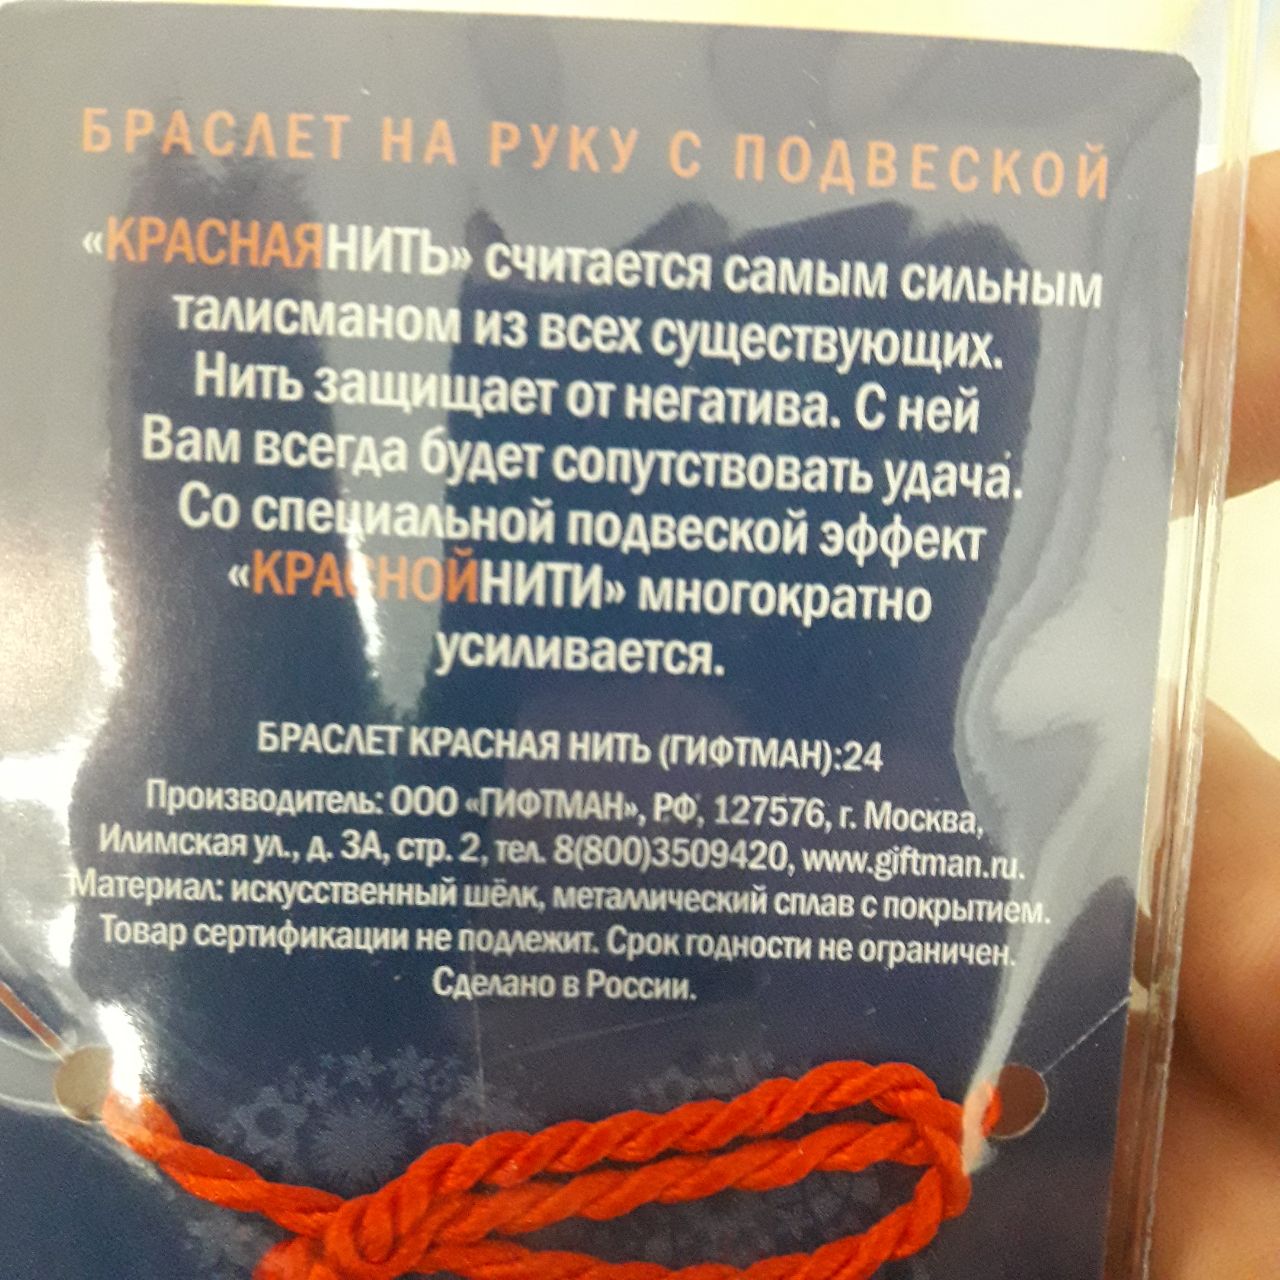 БРАСЛЕТ НА РУКУ С ПОДВЕСКОЙ
«КРАСНАЯНИТЬ» считается самым сильным
талисманом из всех существующих.
Нить защищает от негатива. С ней
Вам всегда будет сопутствовать удача.
Со специальной подвеской эффект
«КРАСНОЙНИТИ» многократно
усиливается.
БРАСЛЕТ КРАСНАЯ НИТЬ (ГИФТМАН):24
Производитель: ООО «ГИФТМАН», РФ, 127576, г. Москва,
Илимская ул., д. 3А, стр. 2, тел. 8(800)3509420, www.giftman.ru.
Материал: искусственный шёлк, металлический сплав с покрытием.
Товар сертификации не подлежит. Срок годности не ограничен.
Сделано в России.